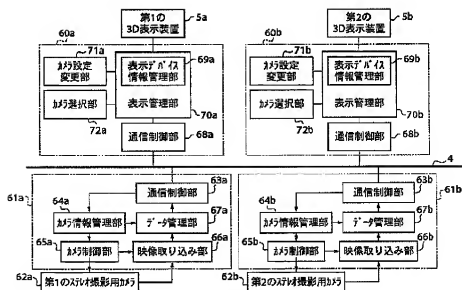 第1の
3D表示装置
5a
60a
71a
69a
カメラ設定
変更部
表示デバイス
情報管理部
カメラ選択部
表示管理部
70a
72a
通信制御部
68a
第2の
3D表示装置
5b
60b
71b
69b
カメラ設定
変更部
表示デバイス
情報管理部
カメラ選択部
表示管理部
70b
72b
通信制御部
68b
4
61a
通信制御部
63a
64a
67a
カメラ情報管理部
データ管理部
65a
66a
カメラ制御部
映像取り込み部
62a
第1のステレオ撮影用カメラ
61b
通信制御部
63b
64b
67b
カメラ情報管理部
データ管理部
65b
66b
カメラ制御部
映像取り込み部
62b
第2のステレオ撮影用カメラ